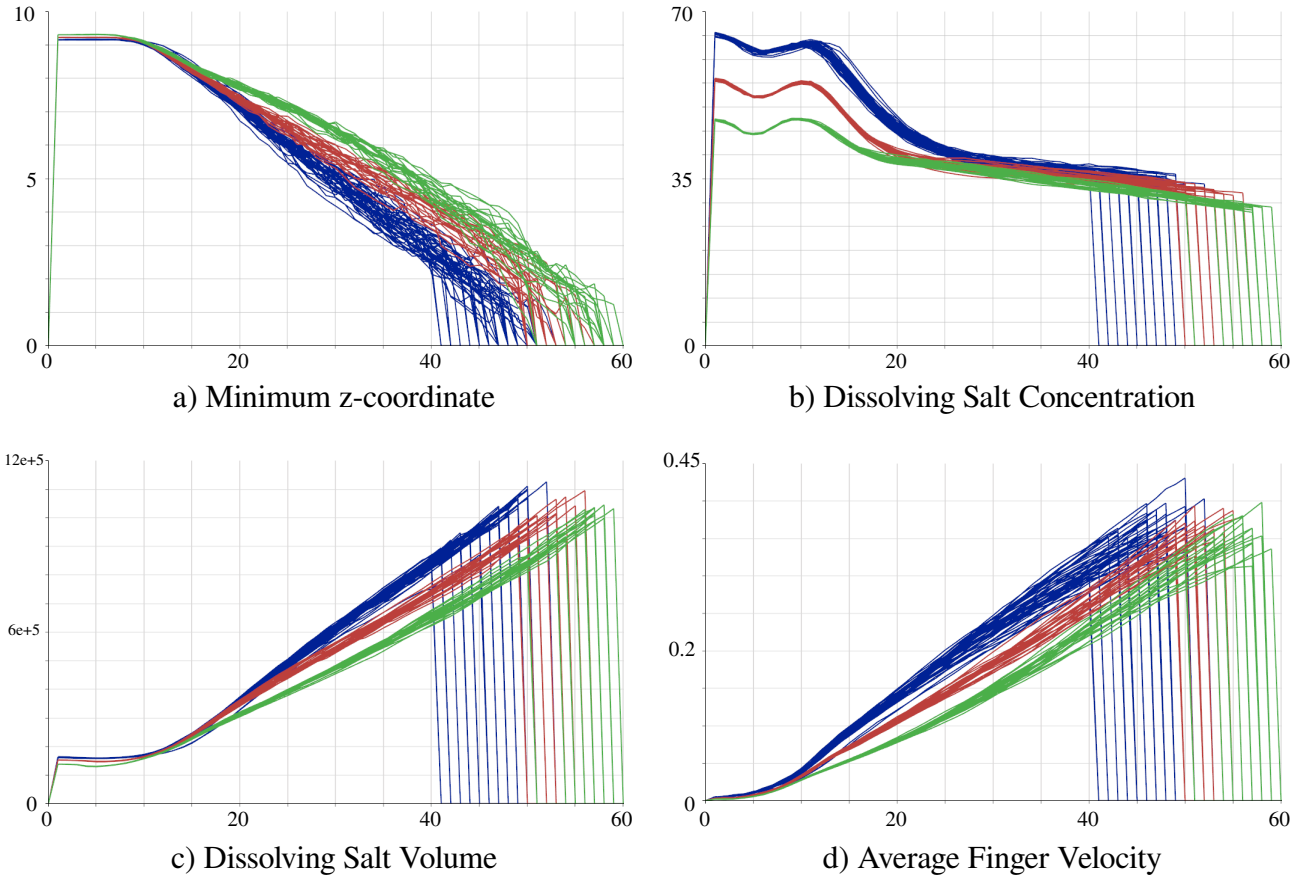 10
5
0
0 20 40 60
a) Minimum z-coordinate
70
35
0
0 20 40 60
b) Dissolving Salt Concentration
12e+5
6e+5
0
0 20 40 60
c) Dissolving Salt Volume
0.45
0.2
0
0 20 40 60
d) Average Finger Velocity